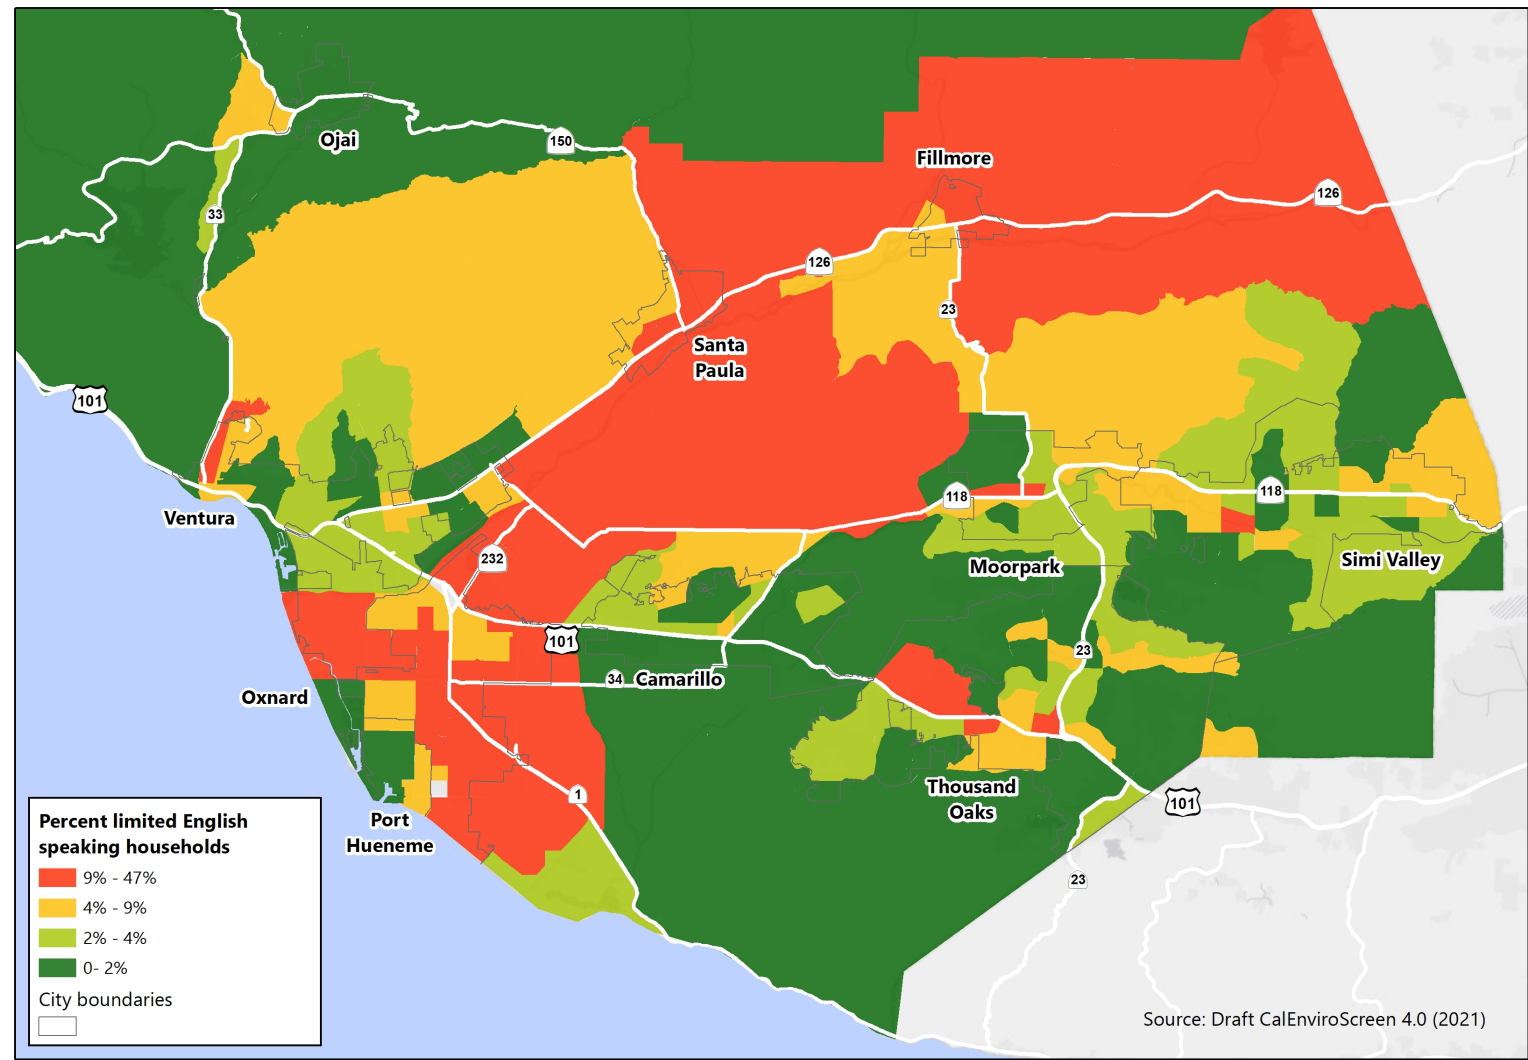 Ojai
150
Fillmore
33
126
126
23
Santa
Paula
101
118
118
Ventura
232
Moorpark
Simi Valley
101
23
34
Camarillo
Oxnard
Thousand
Oaks
1
101
Port
Hueneme
23
Percent limited English
speaking households
9% - 47%
4% - 9%
2% - 4%
0- 2%
City boundaries
Source: Draft CalEnviroScreen 4.0 (2021)